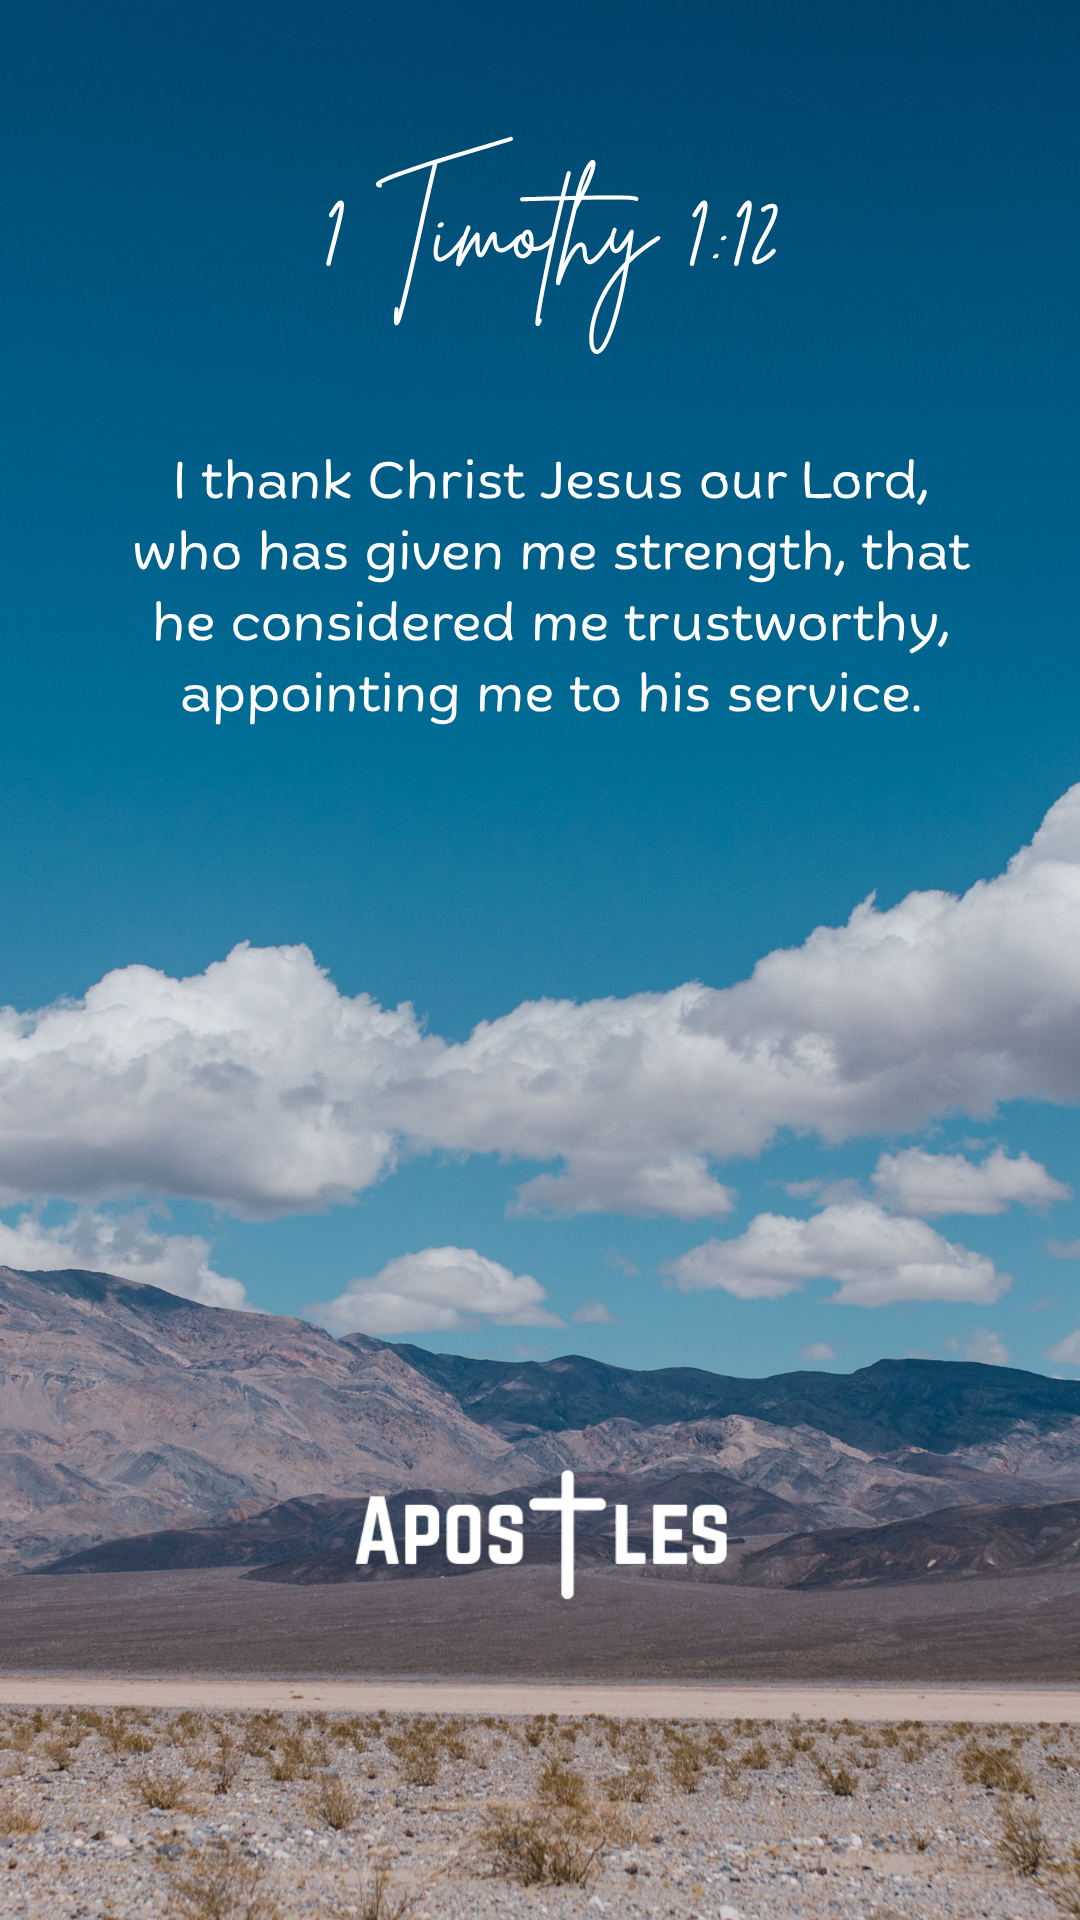 1 Timothy 1:12
I thank Christ Jesus our Lord,
who has given me strength, that
he considered me trustworthy,
appointing me to his service.
Apostles